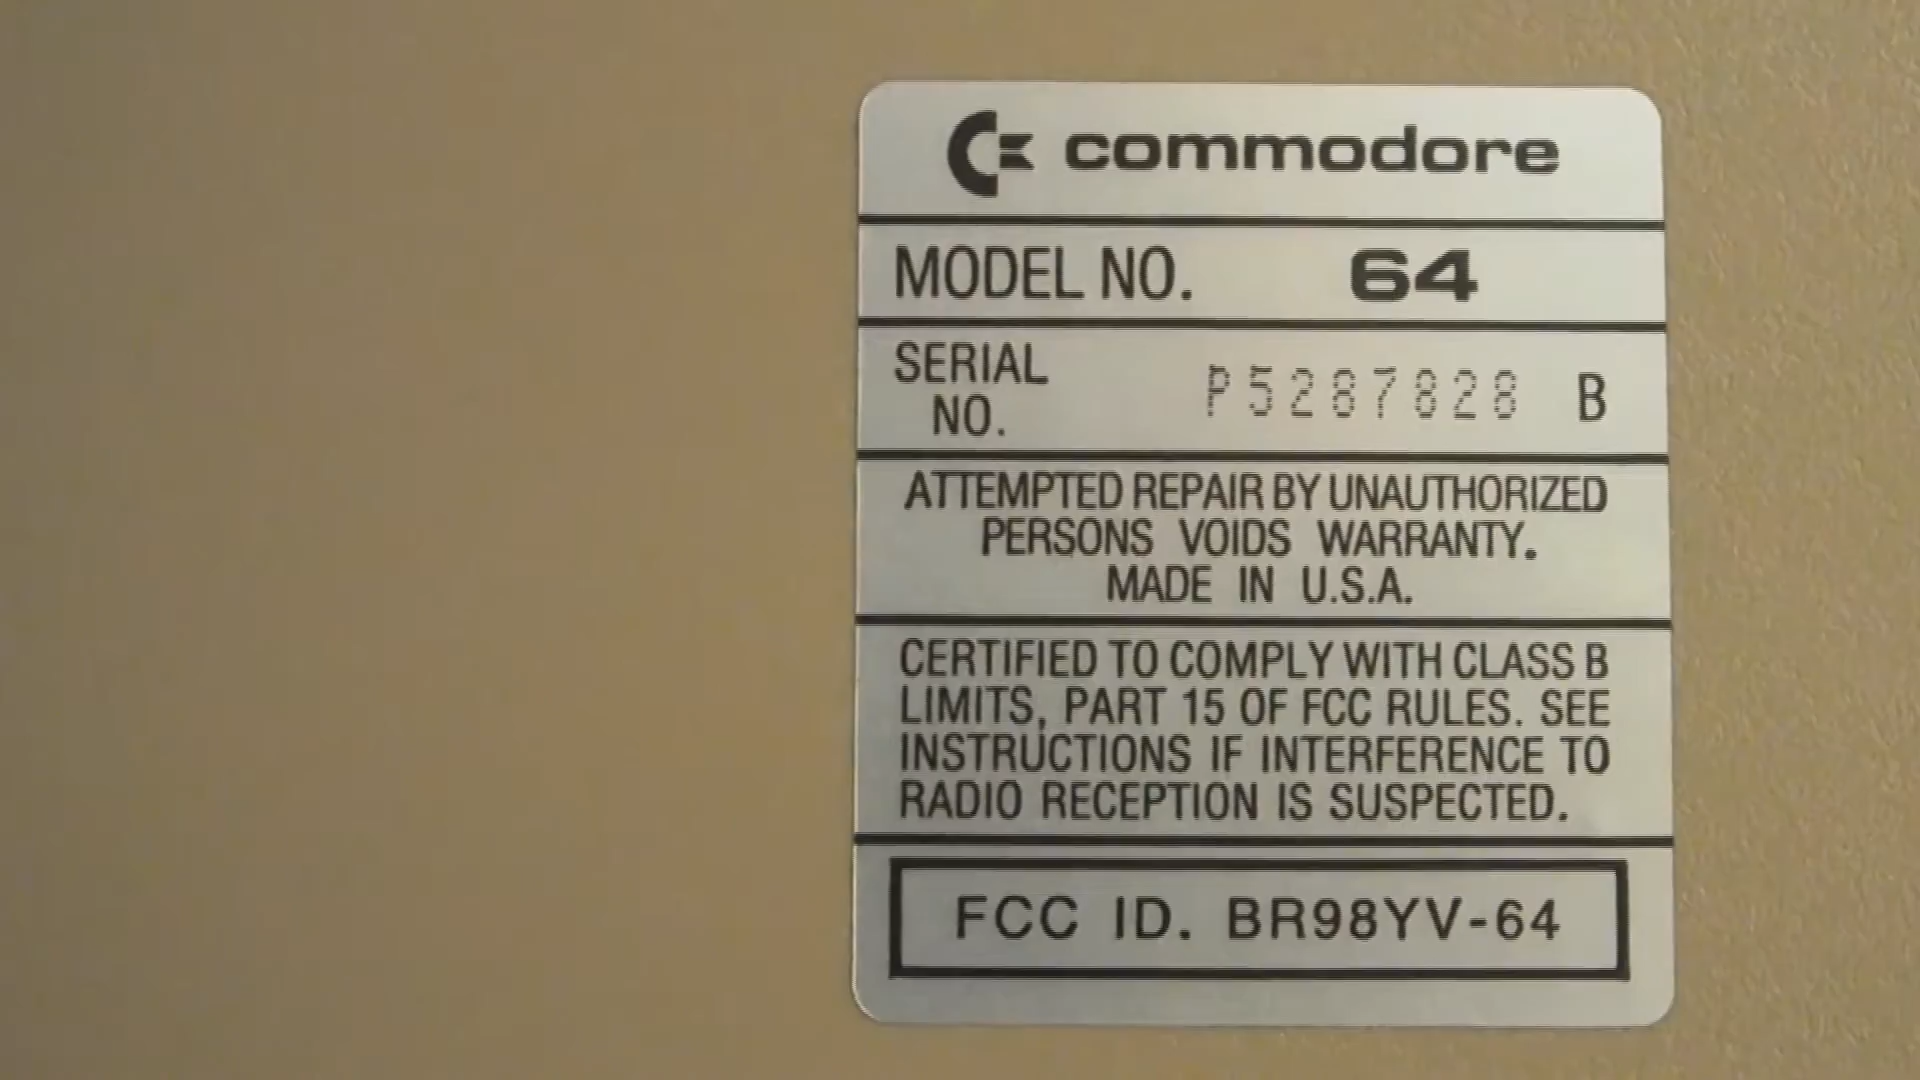 commodore
MODEL NO. 64
SERIAL NO. P5287828 B
ATTEMPTED REPAIR BY UNAUTHORIZED
PERSONS VOIDS WARRANTY.
MADE IN U.S.A.
CERTIFIED TO COMPLY WITH CLASS B
LIMITS, PART 15 OF FCC RULES. SEE
INSTRUCTIONS IF INTERFERENCE TO
RADIO RECEPTION IS SUSPECTED.
FCC ID. BR98YV-64